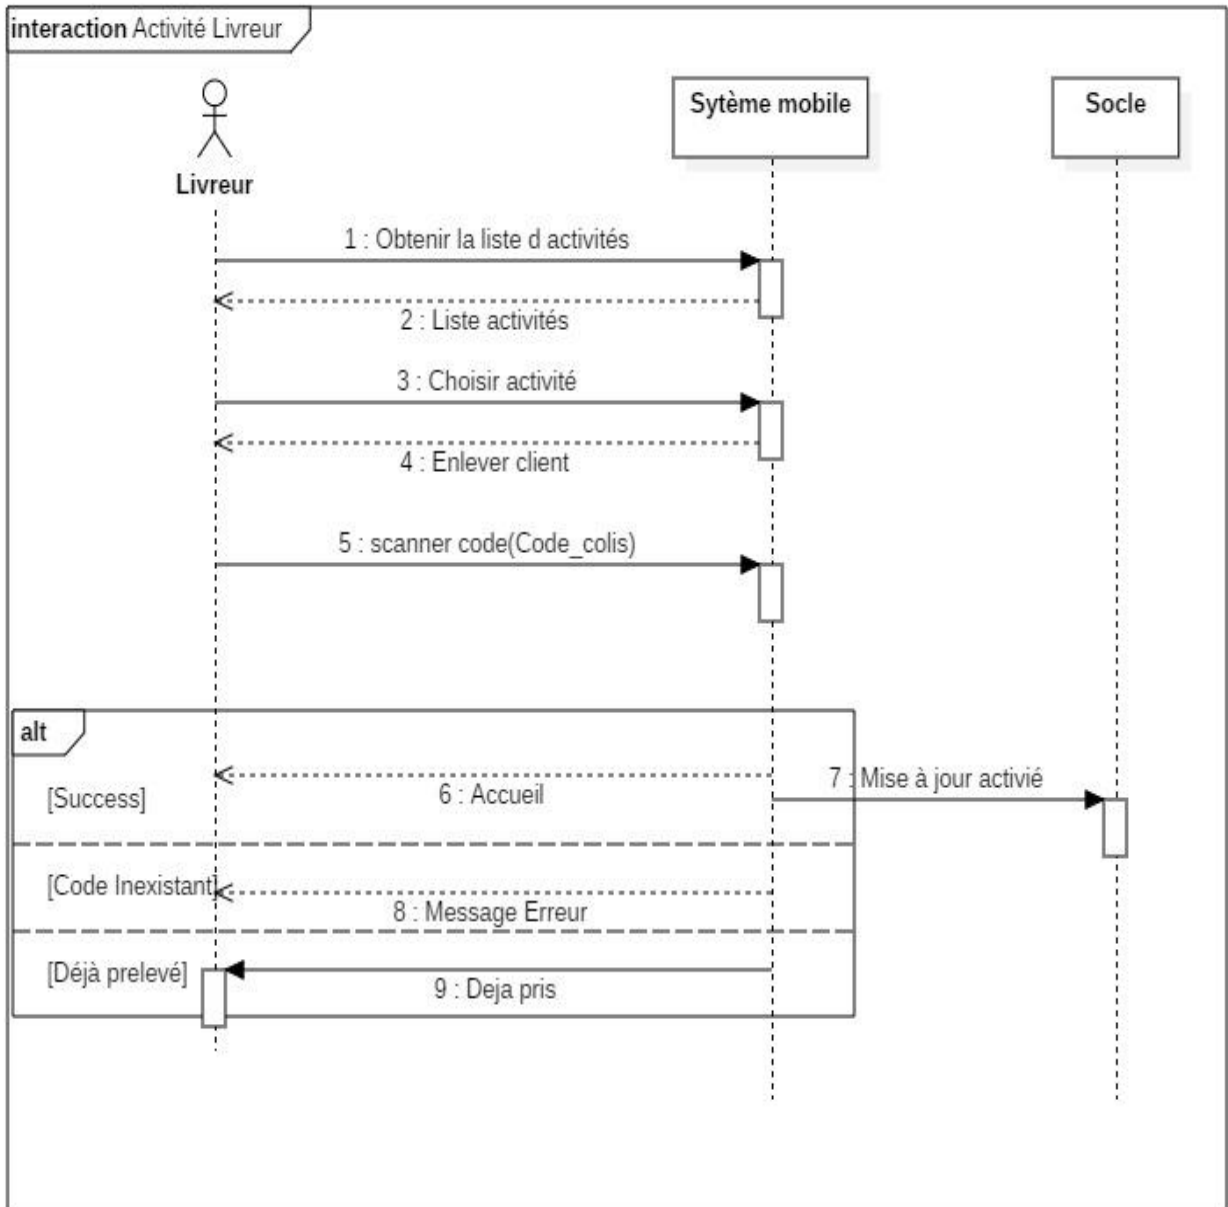 interaction Activité Livreur
Livreur
Sytème mobile
Socle
1 : Obtenir la liste d activités
2 : Liste activités
3 : Choisir activité
4 : Enlever client
5 : scanner code(Code_colis)
alt
[Success]
6 : Accueil
7 : Mise à jour activié
[Code Inexistant]
8 : Message Erreur
[Déjà prelevé]
9 : Deja pris